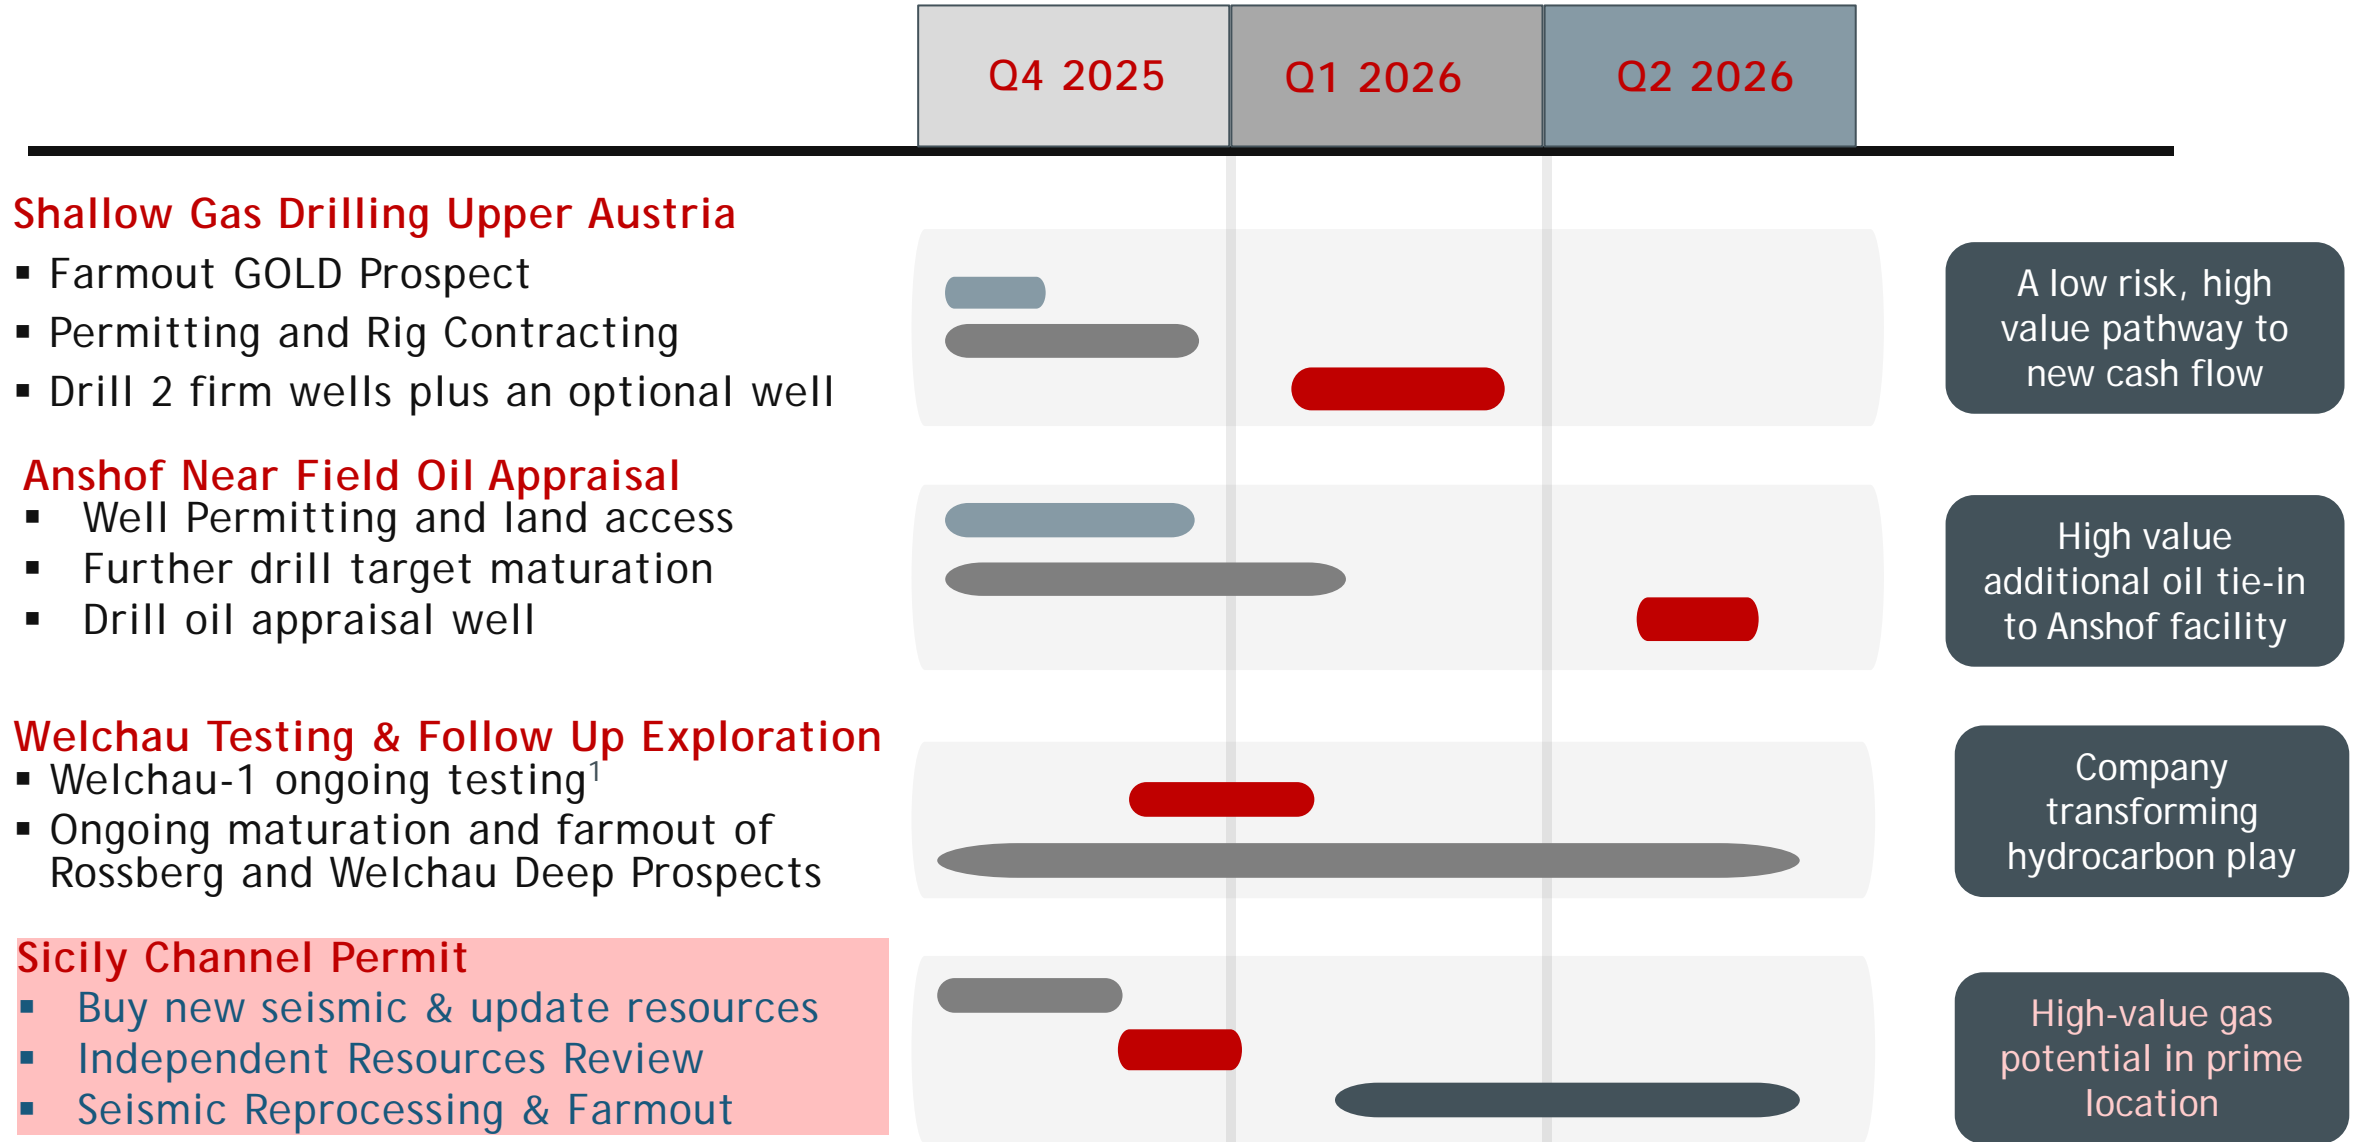 Q4 2025
Q1 2026
Q2 2026
Shallow Gas Drilling Upper Austria
▪ Farmout GOLD Prospect
▪ Permitting and Rig Contracting
▪ Drill 2 firm wells plus an optional well
A low risk, high
value pathway to
new cash flow
Anshof Near Field Oil Appraisal
▪ Well Permitting and land access
▪ Further drill target maturation
▪ Drill oil appraisal well
High value
additional oil tie-in
to Anshof facility
Welchau Testing & Follow Up Exploration
▪ Welchau-1 ongoing testing¹
▪ Ongoing maturation and farmout of
Rossberg and Welchau Deep Prospects
Company
transforming
hydrocarbon play
Sicily Channel Permit
▪ Buy new seismic & update resources
▪ Independent Resources Review
▪ Seismic Reprocessing & Farmout
High-value gas
potential in prime
location